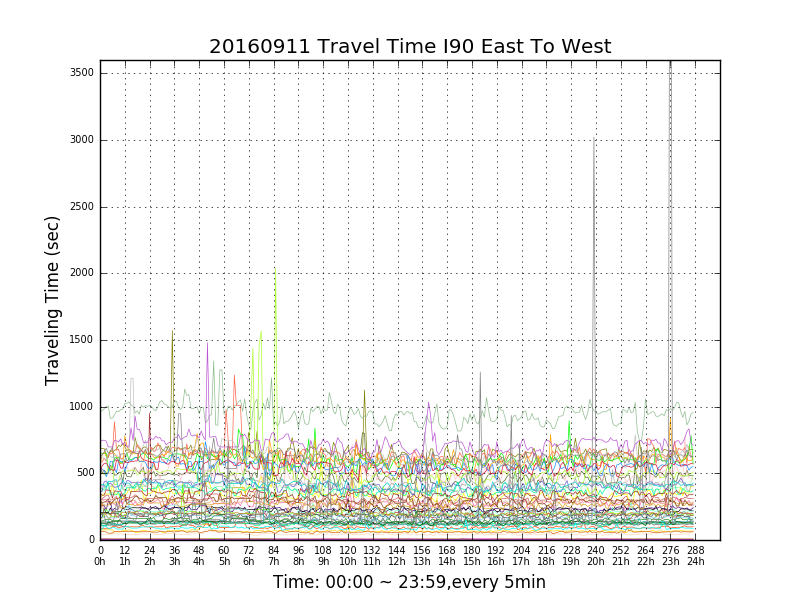 20160911 Travel Time I90 East To West
3500
3000
2500
2000
1500
1000
500
0
Traveling Time (sec)
0 12 24 36 48 60 72 84 96 108 120 132 144 156 168 180 192 204 216 228 240 252 264 276 288
0h 1h 2h 3h 4h 5h 6h 7h 8h 9h 10h 11h 12h 13h 14h 15h 16h 17h 18h 19h 20h 21h 22h 23h 24h
Time: 00:00 ~ 23:59,every 5min